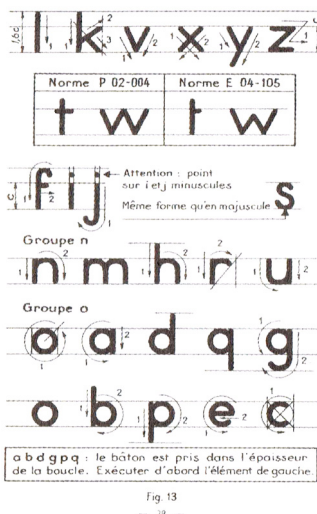 l k v x y z
Norme P 02-004 Norme E 04-105
t w t w
f i j Attention : point
sur i et j minuscules
Même forme qu'en majuscule s
Groupe n
n m h r u
Groupe o
o a d q g
o b p e c
a b d g p q : le bâton est pris dans l'épaisseur
de la boucle. Exécuter d'abord l'élément de gauche.
Fig. 13